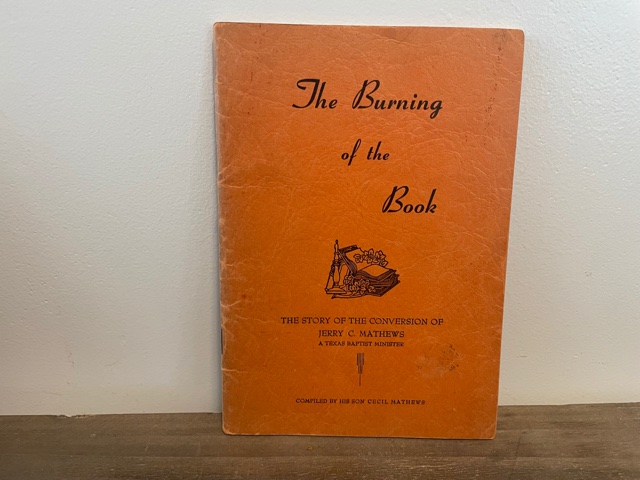 The Burning
of the
Book
THE STORY OF THE CONVERSION OF
JERRY C. MATHEWS
A TEXAS BAPTIST MINISTER
COMPILED BY HIS SON CECIL MATHEWS